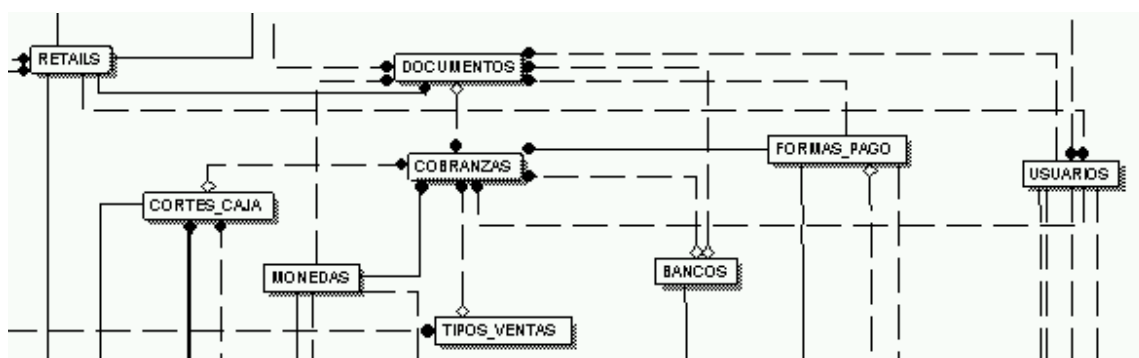 RETAILS
DOCUMENTOS
COBRANZAS
FORMAS_PAGO
USUARIOS
CORTES_CAJA
MONEDAS
BANCOS
TIPOS_VENTAS